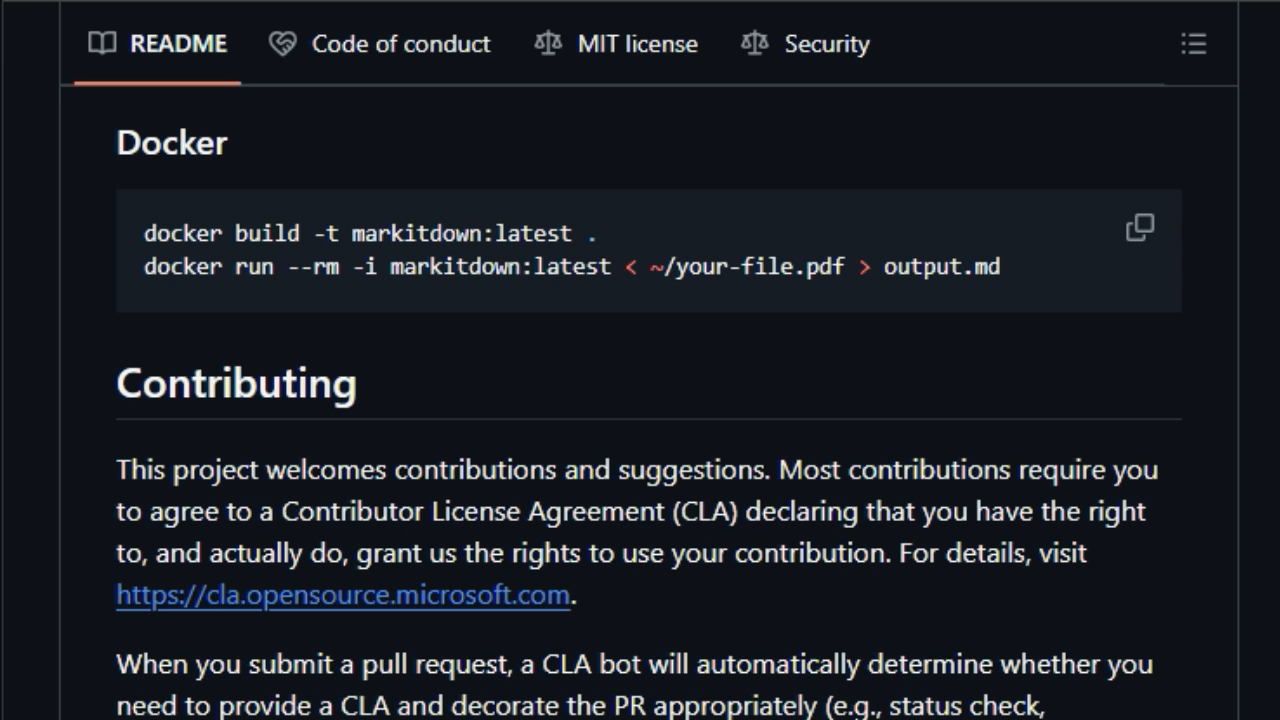 README Code of conduct MIT license Security
Docker
docker build -t markitdown:latest .
docker run --rm -i markitdown:latest < ~/your-file.pdf > output.md
Contributing
This project welcomes contributions and suggestions. Most contributions require you
to agree to a Contributor License Agreement (CLA) declaring that you have the right
to, and actually do, grant us the rights to use your contribution. For details, visit
https://cla.opensource.microsoft.com.
When you submit a pull request, a CLA bot will automatically determine whether you
need to provide a CLA and decorate the PR appropriately (e.g., status check,